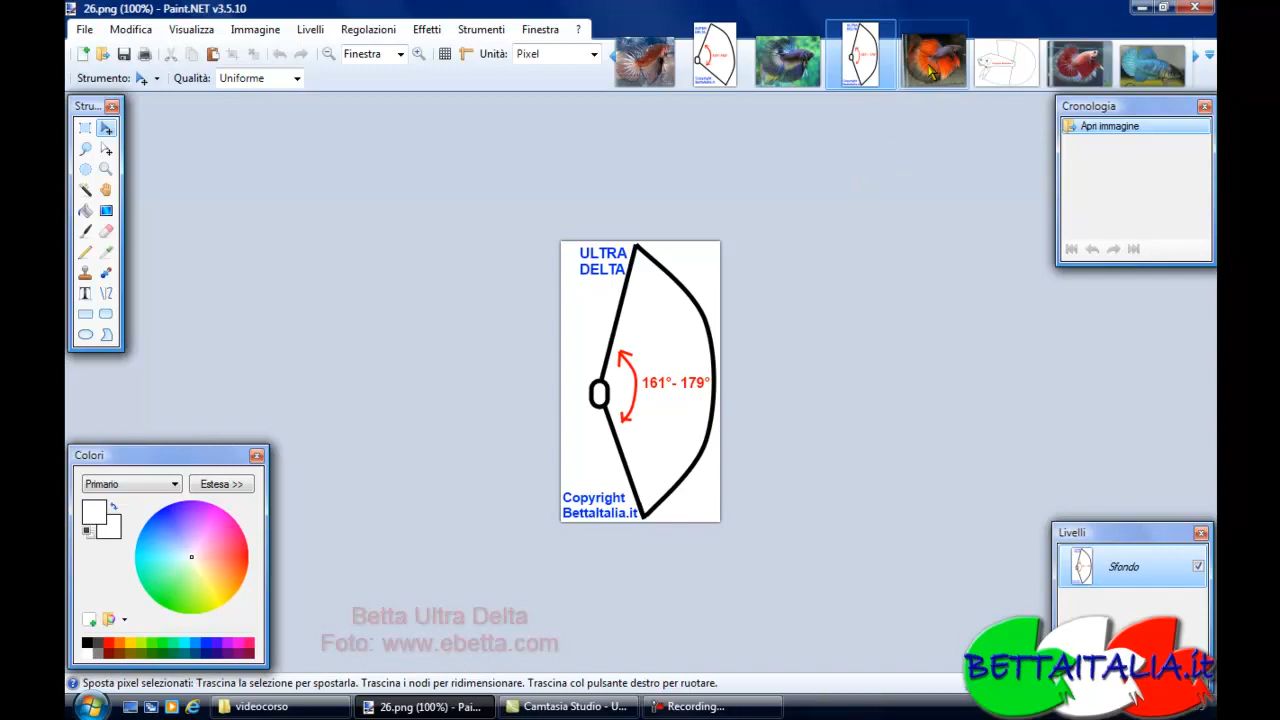 26.png (100%) - Paint.NET v3.5.10
File Modifica Visualizza Immagine Livelli Regolazioni Effetti Strumenti Finestra ?
Finestra Unità: Pixel
Strumento: Qualità: Uniforme
Stru...
Cronologia
Apri immagine
ULTRA
DELTA
161°- 179°
Copyright
BettaItalia.it
Colori
Primario Estesa >>
Livelli
Sfondo
Betta Ultra Delta
Foto: www.ebetta.com
BETTAITALIA.it
Sposta pixel selezionati: Trascina la selezione per spostarla. Trascina i nodi per ridimensionare. Trascina col pulsante destro per ruotare.
videocorso 26.png (100%) - Pai... Camtasia Studio - U... Recording...